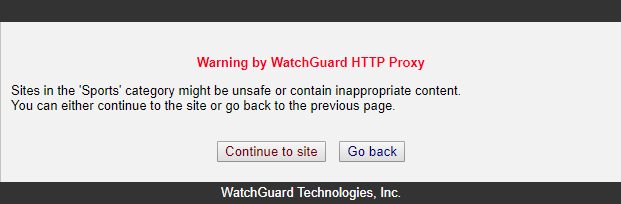 Warning by WatchGuard HTTP Proxy
Sites in the 'Sports' category might be unsafe or contain inappropriate content.
You can either continue to the site or go back to the previous page.
Continue to site
Go back
WatchGuard Technologies, Inc.